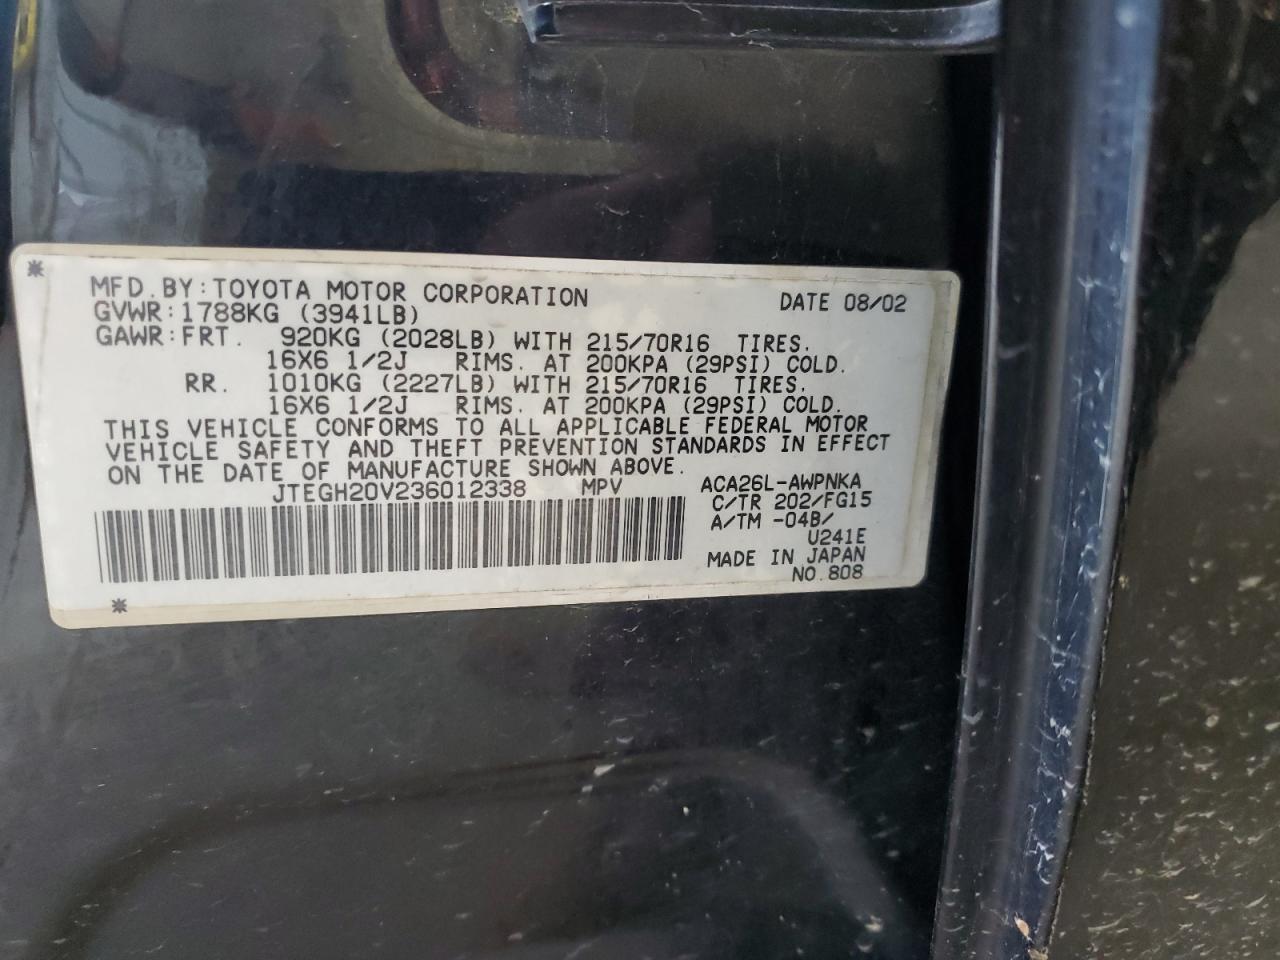 MFD. BY: TOYOTA MOTOR CORPORATION DATE 08/02
GVWR: 1788KG (3941LB)
GAWR: FRT. 920KG (2028LB) WITH 215/70R16 TIRES.
16X6 1/2J RIMS. AT 200KPA (29PSI) COLD.
RR. 1010KG (2227LB) WITH 215/70R16 TIRES.
16X6 1/2J RIMS. AT 200KPA (29PSI) COLD.
THIS VEHICLE CONFORMS TO ALL APPLICABLE FEDERAL MOTOR
VEHICLE SAFETY AND THEFT PREVENTION STANDARDS IN EFFECT
ON THE DATE OF MANUFACTURE SHOWN ABOVE.
JTEGH20V236012338 MPV ACA26L-AWPNKA
C/TR 202/FG15
A/TM -04B/
U241E
MADE IN JAPAN
NO.808